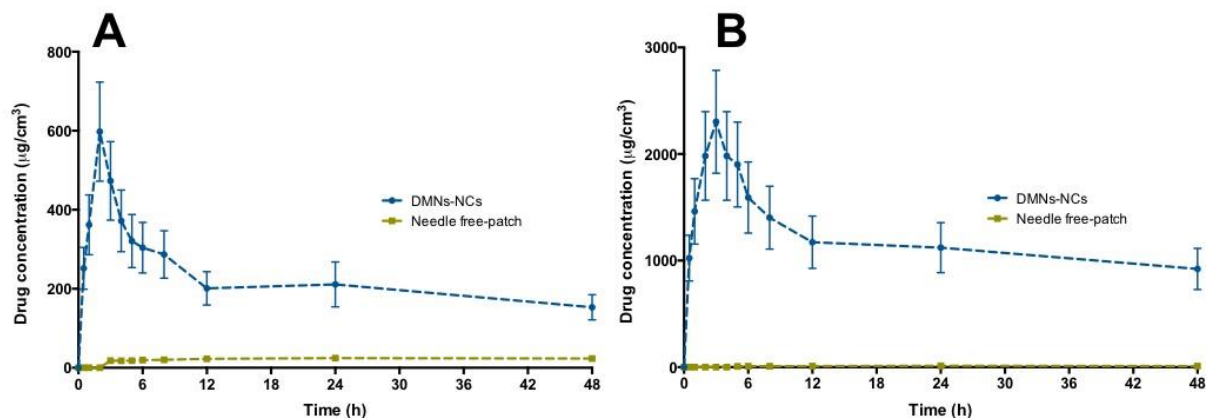 A
B
Drug concentration (μg/cm³)
800
600
400
200
0
0 6 12 18 24 30 36 42 48
Time (h)
DMNs-NCs
Needle free-patch
Drug concentration (μg/cm³)
3000
2000
1000
0
0 6 12 18 24 30 36 42 48
Time (h)
DMNs-NCs
Needle free-patch